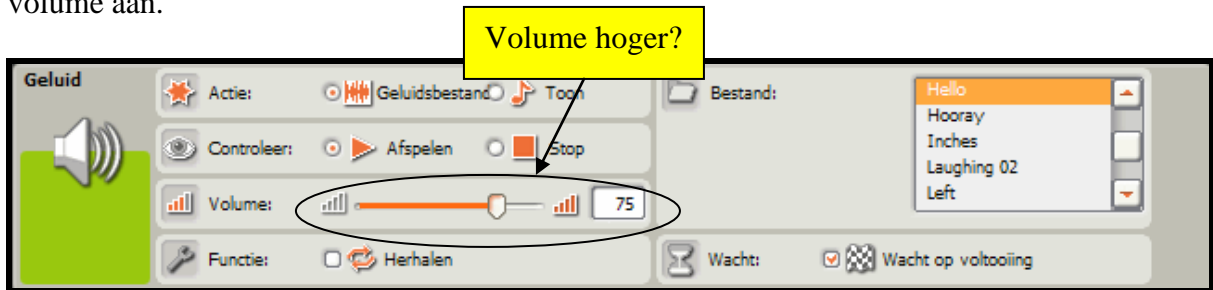 volume aan.
Volume hoger?
Geluid
Actie: Geluidsbestand Toon
Controleer: Afspelen Stop
Volume: 75
Functie: Herhalen
Bestand:
Hello
Hooray
Inches
Laughing 02
Left
Wacht: Wacht op voltooiing